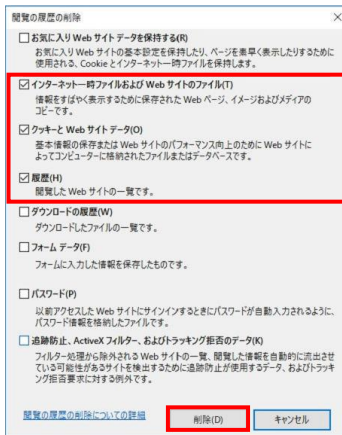 閲覧の履歴の削除
×
お気に入り Web サイト データを保持する(R)
お気に入り Web サイトの基本設定を保持したり、ページを素早く表示したりするために
使用される、Cookie とインターネット一時ファイルを保持します。
インターネット一時ファイルおよび Web サイトのファイル(T)
情報をすばやく表示するために保存された Web ページ、イメージおよびメディアの
コピーです。
クッキーと Web サイト データ(O)
基本情報の保存または Web サイトのパフォーマンス向上のために Web サイトに
よってコンピューターに格納されたファイルまたはデータベースです。
履歴(H)
閲覧した Web サイトの一覧です。
ダウンロードの履歴(W)
ダウンロードしたファイルの一覧です。
フォーム データ(F)
フォームに入力した情報を保存したものです。
パスワード(P)
以前アクセスした Web サイトにサインインするときにパスワードが自動入力されるように、
パスワード情報を格納したファイルです。
追跡防止、ActiveX フィルター、およびトラッキング拒否のデータ(K)
フィルター処理から除外される Web サイトの一覧、閲覧した情報を自動的に流出させ
ている可能性があるサイトを検出するために追跡防止が使用するデータ、およびトラッキ
ング拒否要求に対する例外です。
閲覧の履歴の削除についての詳細
削除(D)
キャンセル